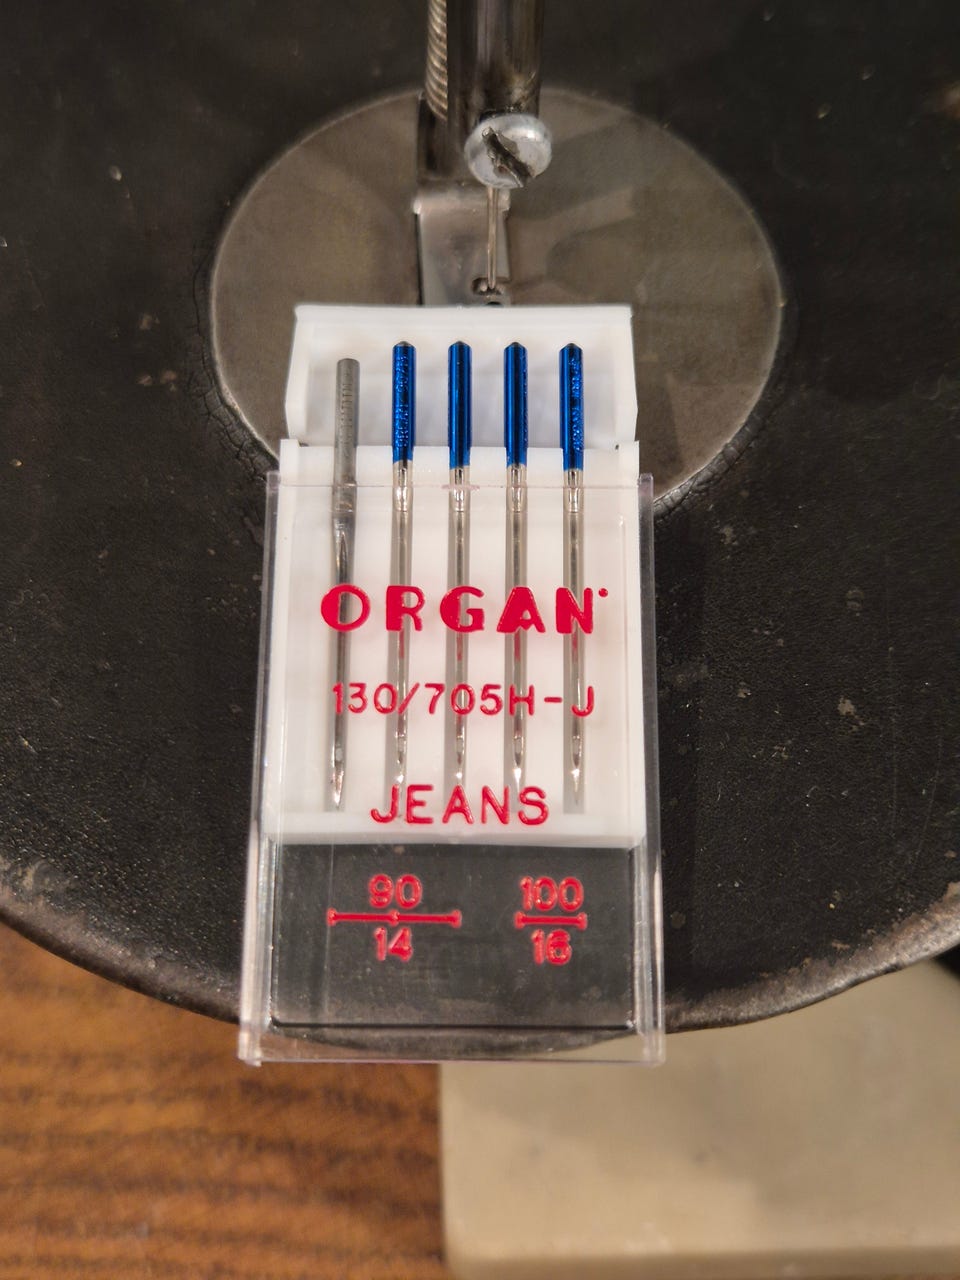 ORGAN
130/705H-J
JEANS
90 100
14 16